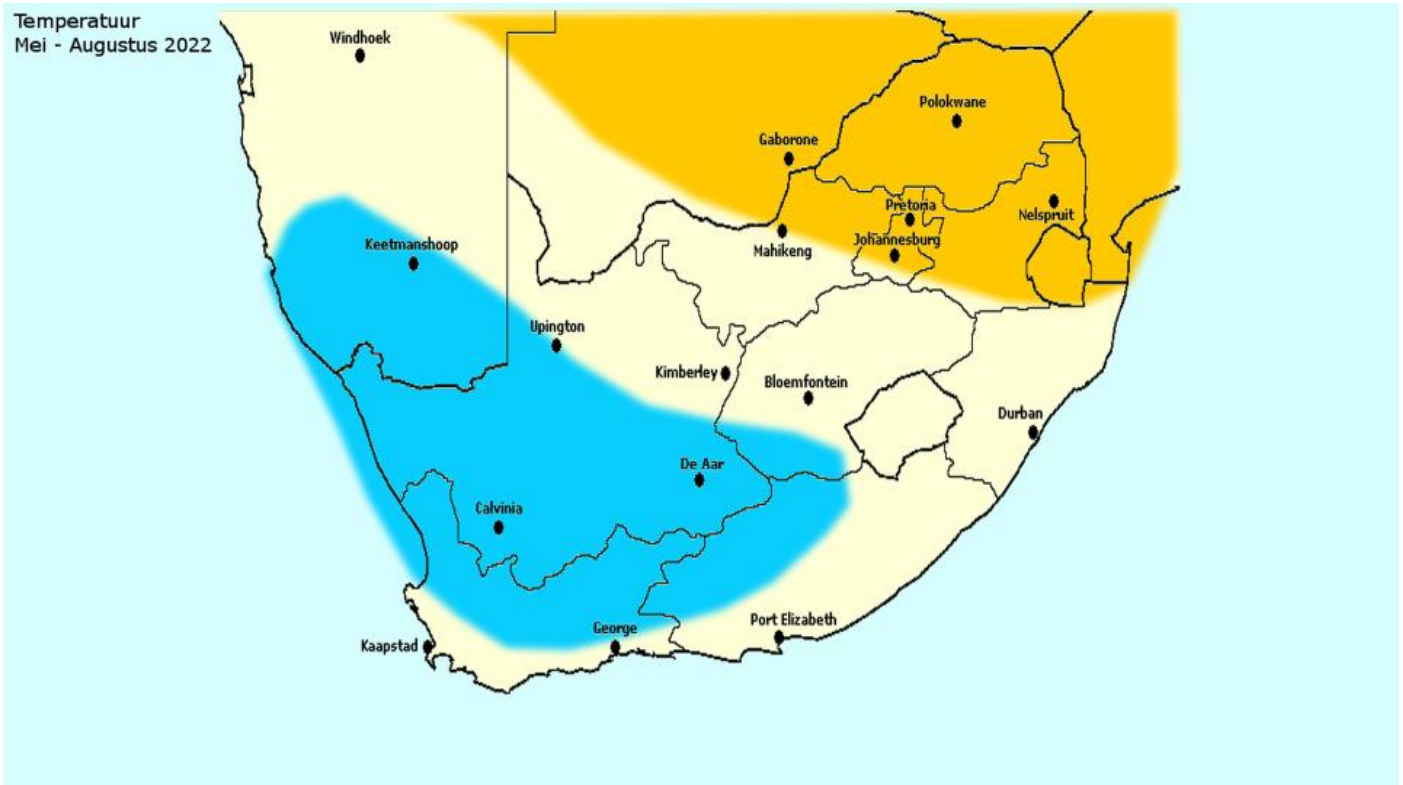 Temperatuur
Mei - Augustus 2022
Windhoek
Polokwane
Gaborone
Pretoria
Nelspruit
Mahikeng
Johannesburg
Keetmanshoop
Upington
Kimberley
Bloemfontein
Durban
De Aar
Calvinia
Port Elizabeth
George
Kaapstad